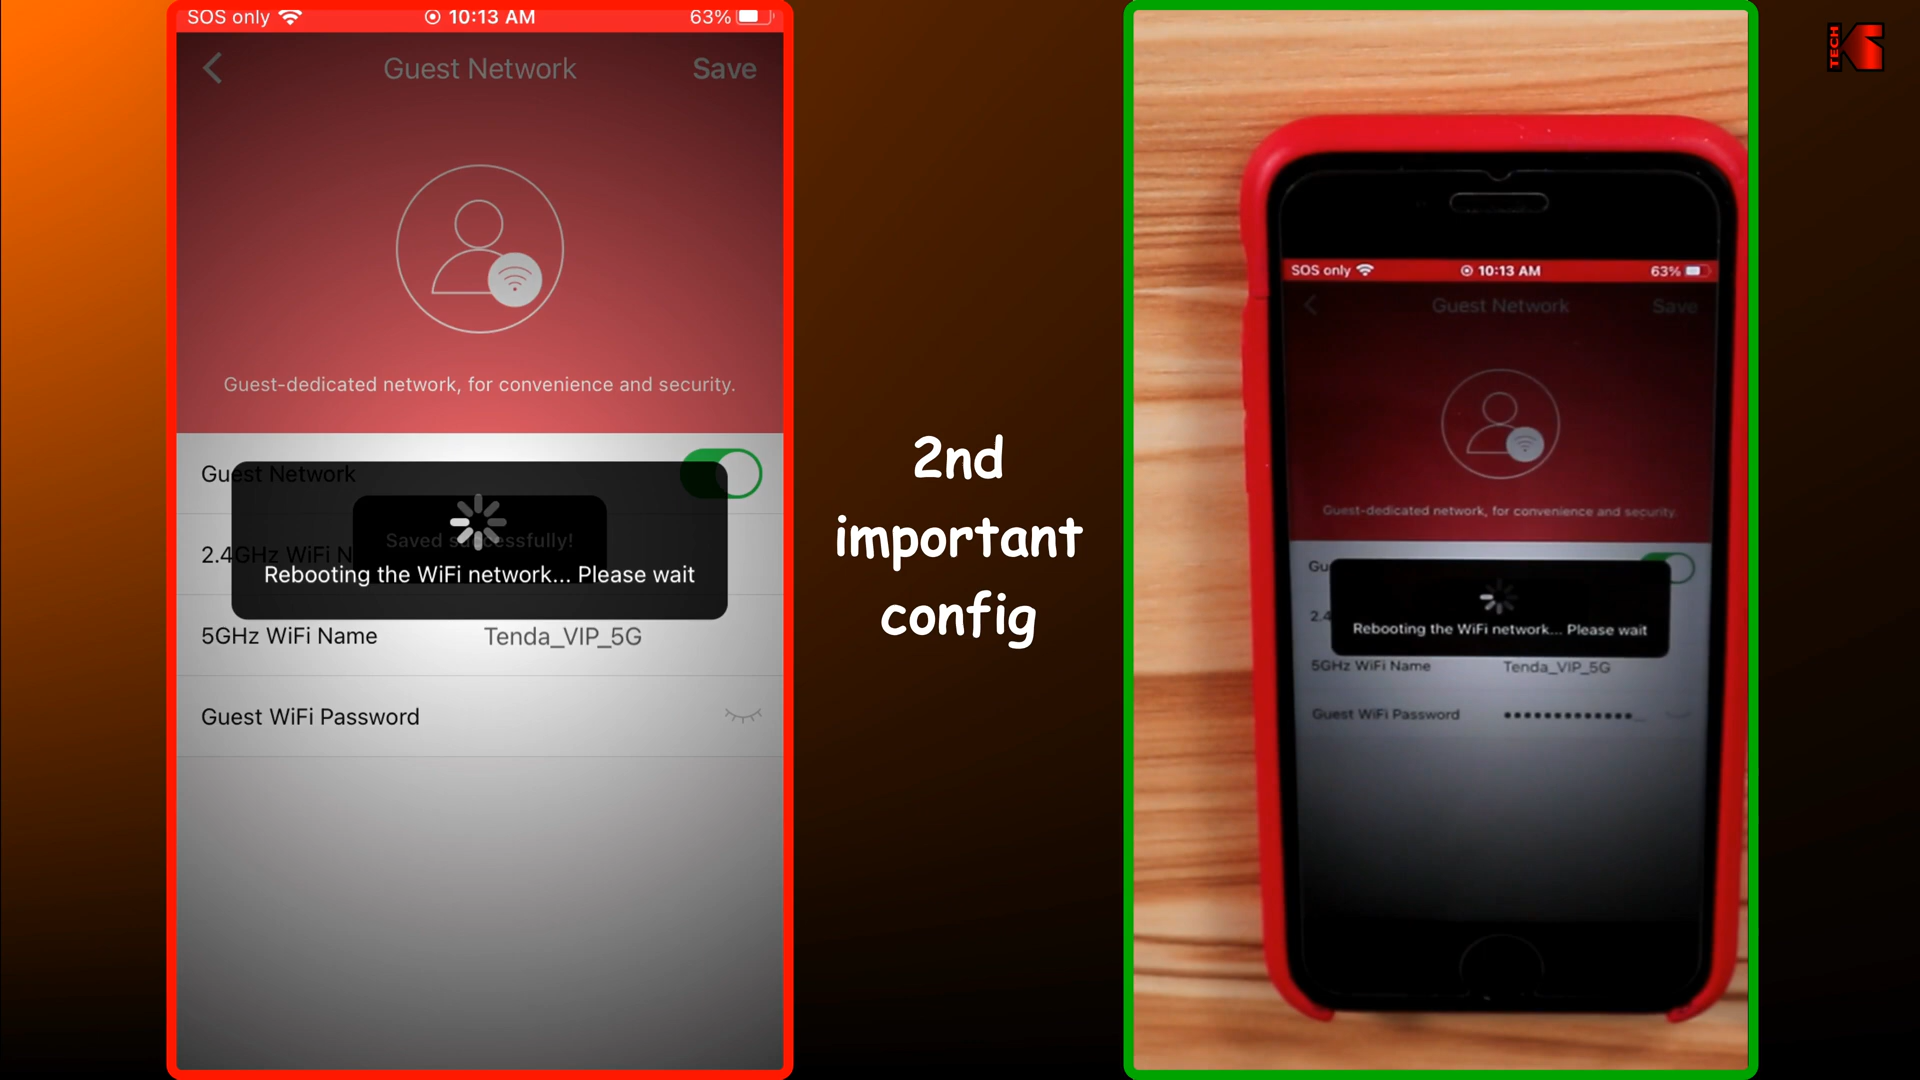 SOS only 10:13 AM 63%
Guest Network Save
Guest-dedicated network, for convenience and security.
Guest Network
Saved successfully!
2.4GHz WiFi N
Rebooting the WiFi network... Please wait
5GHz WiFi Name Tenda_VIP_5G
Guest WiFi Password
2nd
important
config
SOS only 10:13 AM 63%
Guest Network Save
Guest-dedicated network, for convenience and security.
Gu
2.4
Rebooting the WiFi network... Please wait
5GHz WiFi Name Tenda_VIP_5G
Guest WiFi Password
TECH
K